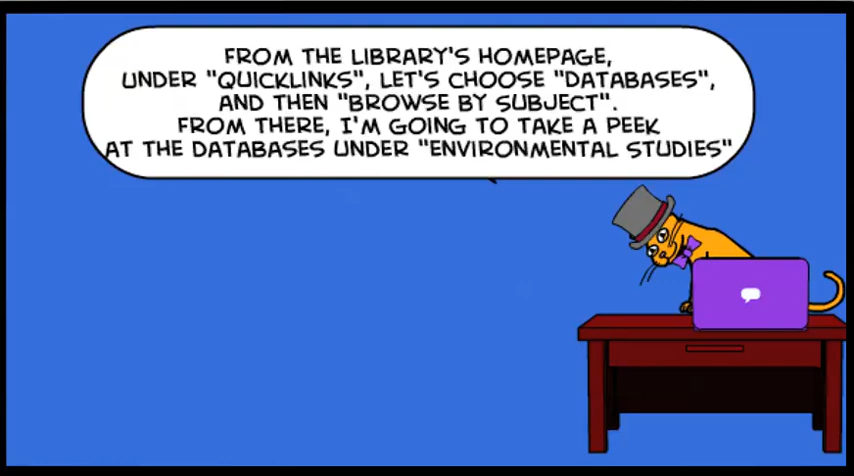 FROM THE LIBRARY'S HOMEPAGE,
UNDER "QUICKLINKS", LET'S CHOOSE "DATABASES",
AND THEN "BROWSE BY SUBJECT".
FROM THERE, I'M GOING TO TAKE A PEEK
AT THE DATABASES UNDER "ENVIRONMENTAL STUDIES"